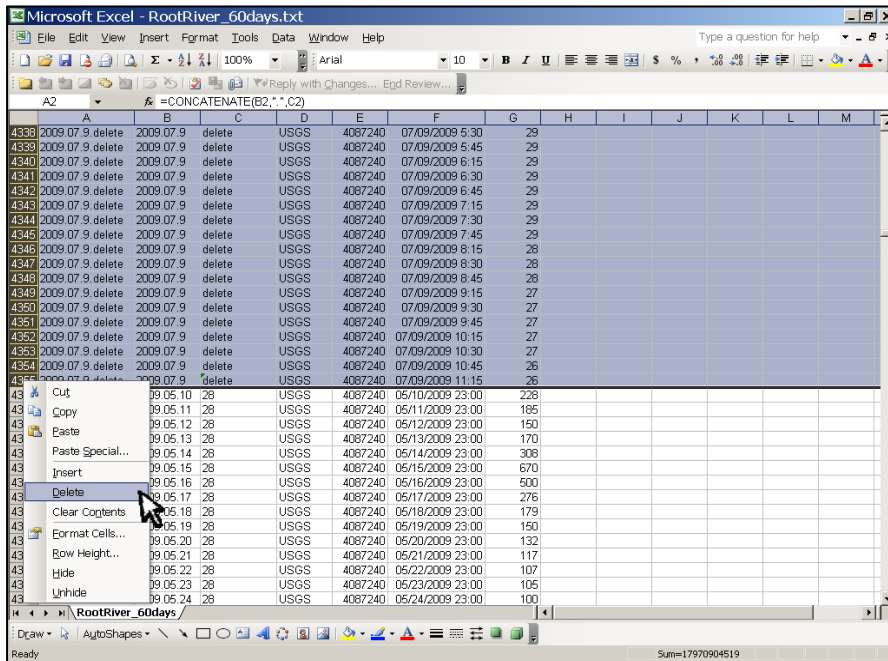 Microsoft Excel - RootRiver_60days.txt
File Edit View Insert Format Tools Data Window Help Type a question for help
100% Arial 10 B I U $ % ,
Reply with Changes... End Review...
A2 fx =CONCATENATE(B2,".",C2)
A B C D E F G H I J K L M
4338 2009.07.9.delete 2009.07.9 delete USGS 4087240 07/09/2009 5:30 29
4339 2009.07.9.delete 2009.07.9 delete USGS 4087240 07/09/2009 5:45 29
4340 2009.07.9.delete 2009.07.9 delete USGS 4087240 07/09/2009 6:15 29
4341 2009.07.9.delete 2009.07.9 delete USGS 4087240 07/09/2009 6:30 29
4342 2009.07.9.delete 2009.07.9 delete USGS 4087240 07/09/2009 6:45 29
4343 2009.07.9.delete 2009.07.9 delete USGS 4087240 07/09/2009 7:15 29
4344 2009.07.9.delete 2009.07.9 delete USGS 4087240 07/09/2009 7:30 29
4345 2009.07.9.delete 2009.07.9 delete USGS 4087240 07/09/2009 7:45 29
4346 2009.07.9.delete 2009.07.9 delete USGS 4087240 07/09/2009 8:15 28
4347 2009.07.9.delete 2009.07.9 delete USGS 4087240 07/09/2009 8:30 28
4348 2009.07.9.delete 2009.07.9 delete USGS 4087240 07/09/2009 8:45 28
4349 2009.07.9.delete 2009.07.9 delete USGS 4087240 07/09/2009 9:15 27
4350 2009.07.9.delete 2009.07.9 delete USGS 4087240 07/09/2009 9:30 27
4351 2009.07.9.delete 2009.07.9 delete USGS 4087240 07/09/2009 9:45 27
4352 2009.07.9.delete 2009.07.9 delete USGS 4087240 07/09/2009 10:15 27
4353 2009.07.9.delete 2009.07.9 delete USGS 4087240 07/09/2009 10:30 27
4354 2009.07.9.delete 2009.07.9 delete USGS 4087240 07/09/2009 10:45 26
4355 2009.07.9.delete 2009.07.9 delete USGS 4087240 07/09/2009 11:15 26
43 09.05.10 28 USGS 4087240 05/10/2009 23:00 228
43 09.05.11 28 USGS 4087240 05/11/2009 23:00 185
43 09.05.12 28 USGS 4087240 05/12/2009 23:00 150
43 09.05.13 28 USGS 4087240 05/13/2009 23:00 170
43 09.05.14 28 USGS 4087240 05/14/2009 23:00 308
43 09.05.15 28 USGS 4087240 05/15/2009 23:00 670
43 09.05.16 28 USGS 4087240 05/16/2009 23:00 500
43 09.05.17 28 USGS 4087240 05/17/2009 23:00 276
43 .05.18 28 USGS 4087240 05/18/2009 23:00 179
43 09.05.19 28 USGS 4087240 05/19/2009 23:00 150
43 09.05.20 28 USGS 4087240 05/20/2009 23:00 132
43 09.05.21 28 USGS 4087240 05/21/2009 23:00 117
43 09.05.22 28 USGS 4087240 05/22/2009 23:00 107
43 09.05.23 28 USGS 4087240 05/23/2009 23:00 105
43 09.05.24 28 USGS 4087240 05/24/2009 23:00 100
Cut
Copy
Paste
Paste Special...
Insert
Delete
Clear Contents
Format Cells...
Row Height...
Hide
Unhide
RootRiver_60days
Draw AutoShapes
Ready Sum=17970904519